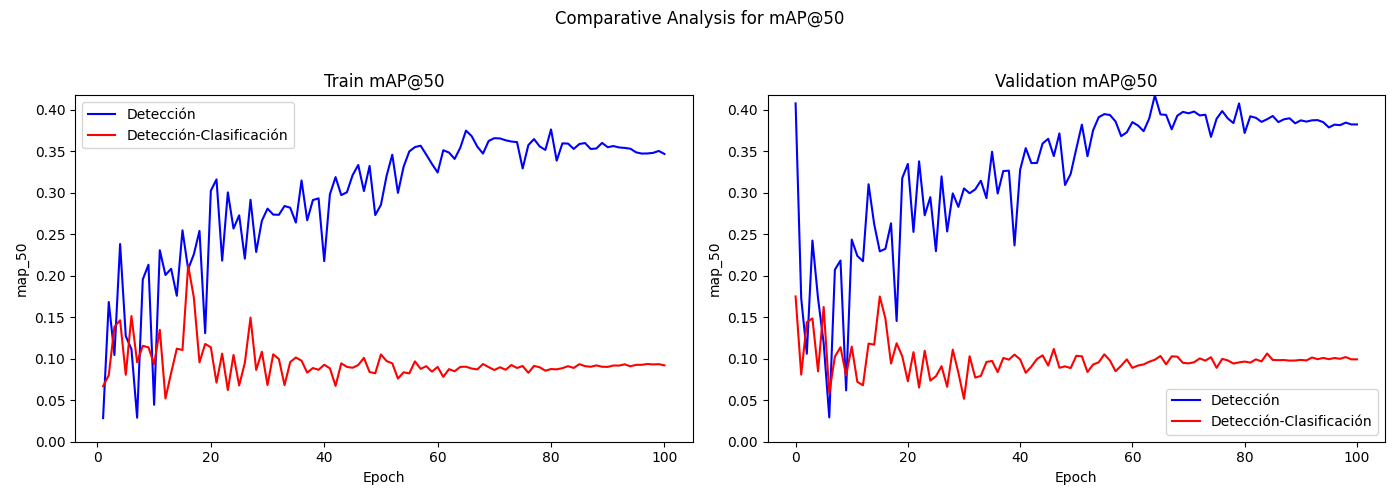 Comparative Analysis for mAP@50
Train mAP@50
map_50
0.40
0.35
0.30
0.25
0.20
0.15
0.10
0.05
0.00
Detección
Detección-Clasificación
0 20 40 60 80 100
Epoch
Validation mAP@50
map_50
0.40
0.35
0.30
0.25
0.20
0.15
0.10
0.05
0.00
Detección
Detección-Clasificación
0 20 40 60 80 100
Epoch